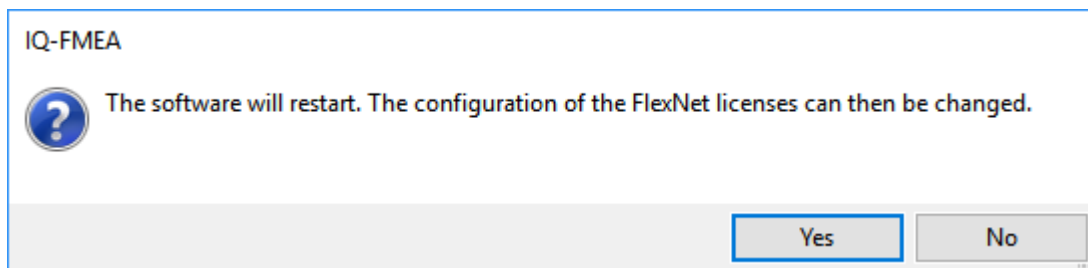 IQ-FMEA
The software will restart. The configuration of the FlexNet licenses can then be changed.
Yes
No